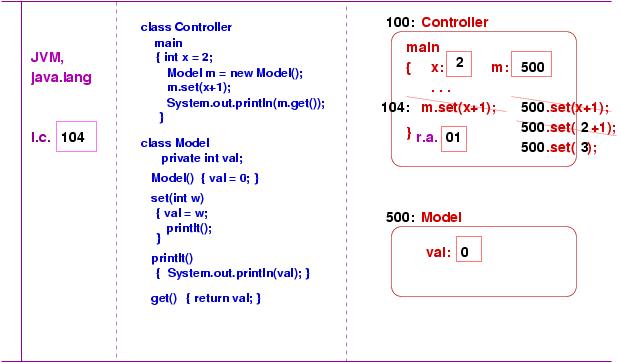 JVM,
java.lang
I.c. 104
class Controller
main
{ int x = 2;
Model m = new Model();
m.set(x+1);
System.out.println(m.get());
}
class Model
private int val;
Model() { val = 0; }
set(int w)
{ val = w;
printIt();
}
printIt()
{ System.out.println(val); }
get() { return val; }
100: Controller
main
{ x: 2 m: 500
. . .
104: m.set(x+1); 500.set(x+1);
500.set( 2 +1);
} r.a. 01 500.set( 3);
500: Model
val: 0